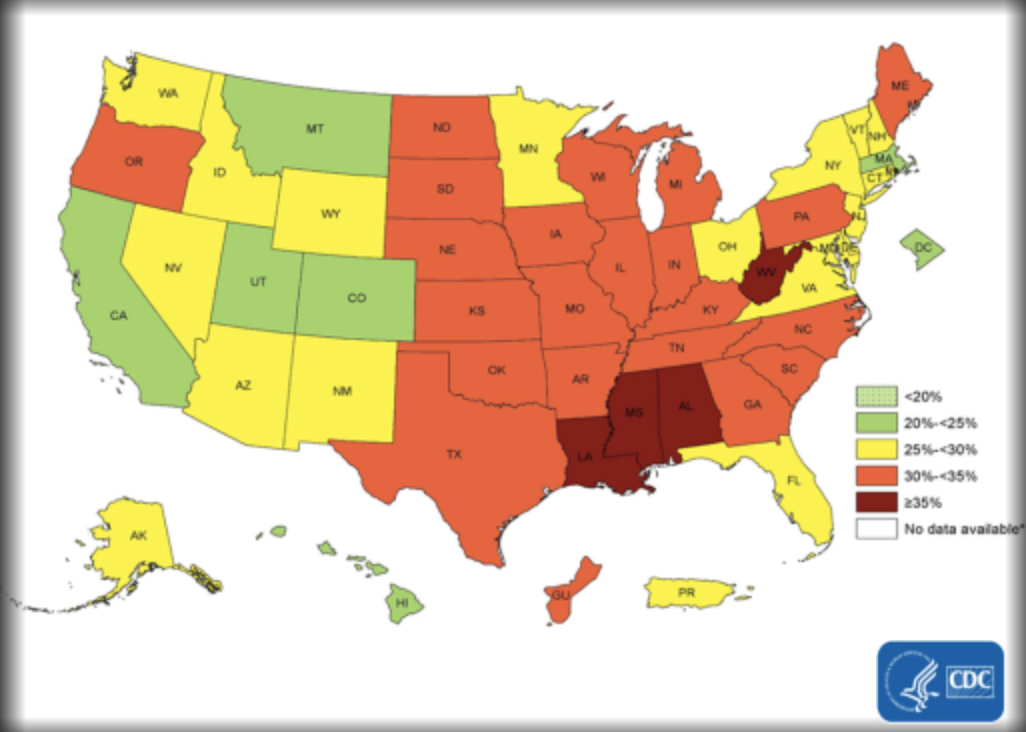 WA
MT
ND
MN
ME
OR
ID
SD
WI
MI
VT
NH
NY
MA
CT
WY
NE
IA
PA
NJ
NV
UT
CO
IL
IN
OH
WV
MD
DE
DC
VA
CA
KS
MO
KY
NC
TN
AZ
NM
OK
AR
SC
MS
AL
GA
TX
LA
FL
AK
HI
GU
PR
<20%
20%-<25%
25%-<30%
30%-<35%
≥35%
No data available*
CDC